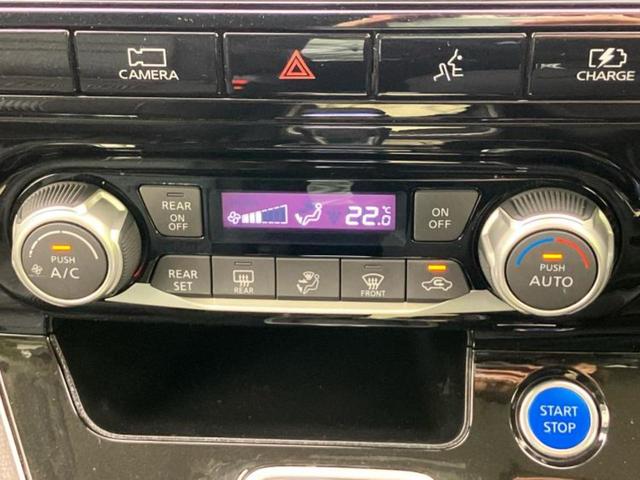 CAMERA
CHARGE
REAR
ON
OFF
22.0
°C
ON
OFF
PUSH
A/C
REAR
SET
REAR
FRONT
PUSH
AUTO
START
STOP